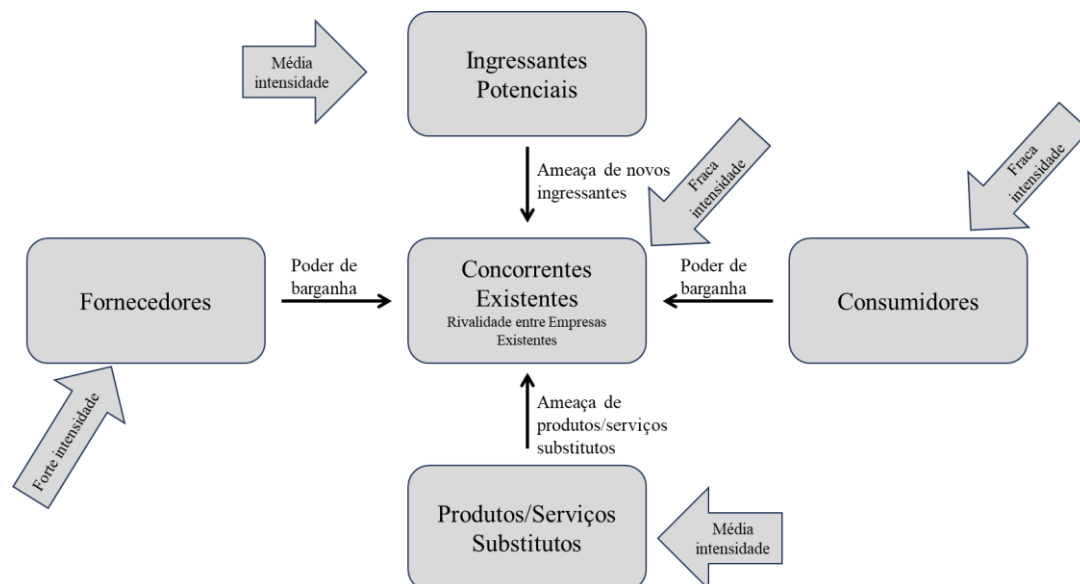 Média
intensidade
Ingressantes
Potenciais
Ameaça de novos
ingressantes
Fraca
intensidade
Fraca
intensidade
Fornecedores
Poder de
barganha
Concorrentes
Existentes
Rivalidade entre Empresas
Existentes
Poder de
barganha
Consumidores
Forte intensidade
Ameaça de
produtos/serviços
substitutos
Produtos/Serviços
Substitutos
Média
intensidade